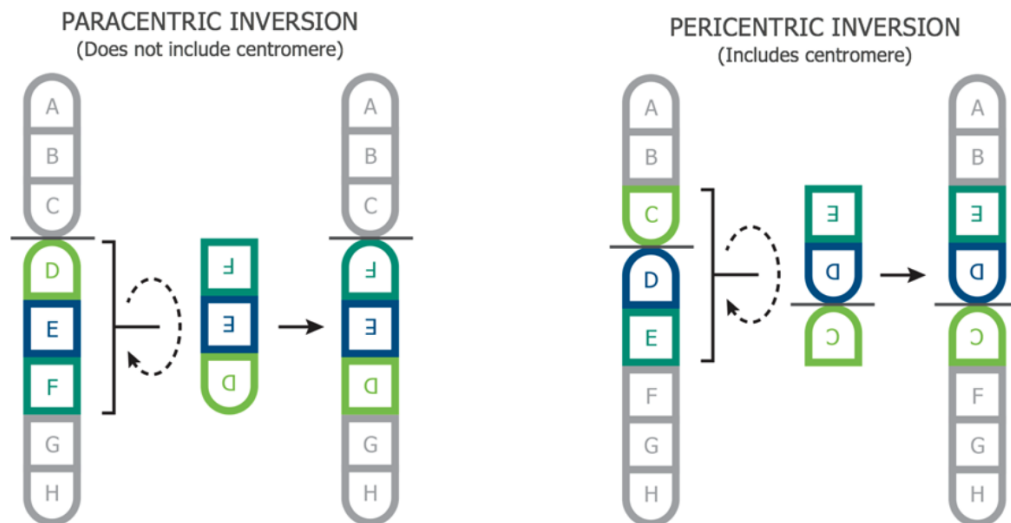 PARACENTRIC INVERSION
(Does not include centromere)
A
B
C
D
E
F
G
H
F
E
D
A
B
C
F
E
D
G
H
PERICENTRIC INVERSION
(Includes centromere)
A
B
C
D
E
F
G
H
E
D
C
A
B
E
D
C
F
G
H